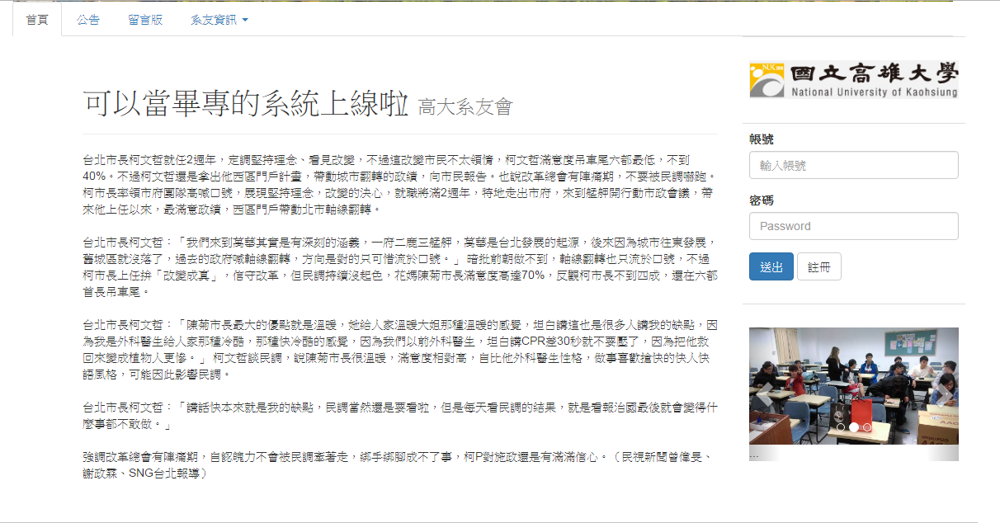 首頁 公告 留言版 系友資訊
可以當畢專的系統上線啦 高大系友會
台北市長柯文哲就任2週年，定調堅持理念、看見改變，不過這改變市民不太領情，柯文哲滿意度吊車尾六都最低，不到
40%。不過柯文哲還是拿出他西區門戶計畫，帶動城市翻轉的政績，向市民報告。也說改革總會有陣痛期，不要被民調嚇跑。
柯市長率領市府團隊高喊口號，展現堅持理念，改變的決心，就職將滿2週年，特地走出市府，來到艋舺開行動市政會議，帶
來他上任以來，最滿意政績，西區門戶帶動北市軸線翻轉。
台北市長柯文哲：「我們來到萬華其實是有深刻的涵義，一府二鹿三艋舺，萬華是台北發展的起源，後來因為城市往東發展，
舊城區就沒落了，過去的政府喊軸線翻轉，方向是對的只可惜流於口號。」 暗批前朝做不到，軸線翻轉也只流於口號，不過
柯市長上任拚「改變成真」，信守改革，但民調持續沒起色，花媽陳菊市長滿意度高達70%，反觀柯市長不到四成，還在六都
首長吊車尾。
台北市長柯文哲：「陳菊市長最大的優點就是溫暖，她給人家溫暖大姐那種溫暖的感覺，坦白講這也是很多人講我的缺點，因
為我是外科醫生給人家那種冷酷，那種快冷酷的感覺，因為我們以前外科醫生，坦白講CPR差30秒就不要壓了，因為把他救
回來變成植物人更慘。」 柯文哲談民調，說陳菊市長很溫暖，滿意度相對高，自比他外科醫生性格，做事喜歡搶快的快人快
語風格，可能因此影響民調。
台北市長柯文哲：「講話快本來就是我的缺點，民調當然還是要看啦，但是每天看民調的結果，就是看報治國最後就會變得什
麼事都不敢做。」
強調改革總會有陣痛期，自認魄力不會被民調牽著走，綁手綁腳成不了事，柯P對施政還是有滿滿信心。（民視新聞曾偉旻、
謝政霖、SNG台北報導）
NUK
國立高雄大學
National University of Kaohsiung
帳號
輸入帳號
密碼
Password
送出 註冊
...